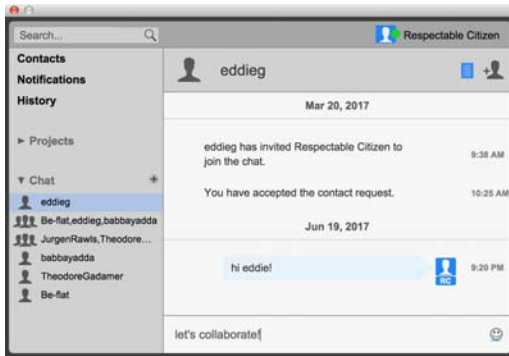 Search...
Respectable Citizen
Contacts
Notifications
History
Projects
Chat
eddieg
Be-flat,eddieg,babbayadda
JurgenRawls,Theodore...
babbayadda
TheodoreGadamer
Be-flat
eddieg
Mar 20, 2017
eddieg has invited Respectable Citizen to
join the chat.
9:38 AM
You have accepted the contact request.
10:25 AM
Jun 19, 2017
hi eddie!
RC
9:20 PM
let's collaborate!